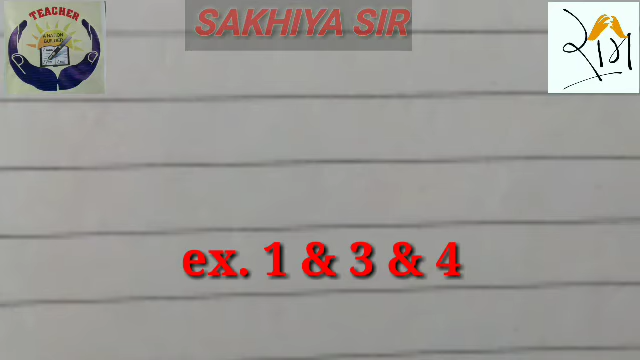 TEACHER
SAKHIYA SIR
રામ
ex. 1 & 3 & 4